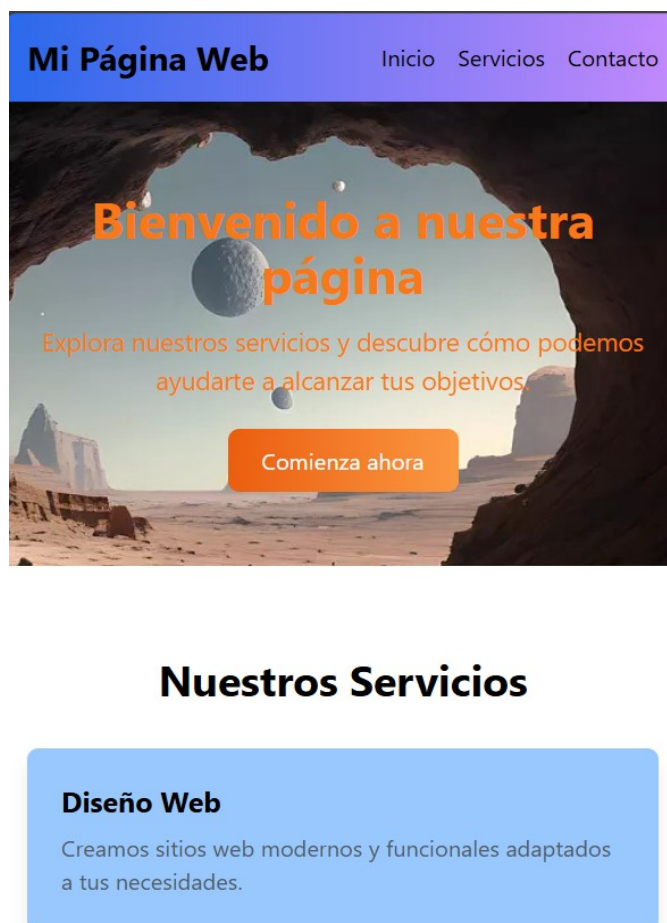 Mi Página Web
Inicio Servicios Contacto
Bienvenido a nuestra
página
Explora nuestros servicios y descubre cómo podemos
ayudarte a alcanzar tus objetivos.
Comienza ahora
Nuestros Servicios
Diseño Web
Creamos sitios web modernos y funcionales adaptados
a tus necesidades.